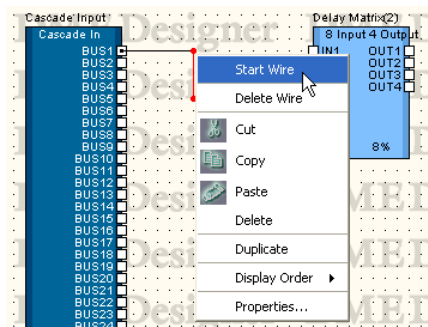 Cascade Input
Delay Matrix(2)
Cascade In
8 Input 4 Output
BUS1
BUS2
BUS3
BUS4
BUS5
BUS6
BUS7
BUS8
BUS9
BUS10
BUS11
BUS12
BUS13
BUS14
BUS15
BUS16
BUS17
BUS18
BUS19
BUS20
BUS21
BUS22
BUS23
BUS24
IN1
OUT1
OUT2
OUT3
OUT4
8%
Start Wire
Delete Wire
Cut
Copy
Paste
Delete
Duplicate
Display Order
Properties...